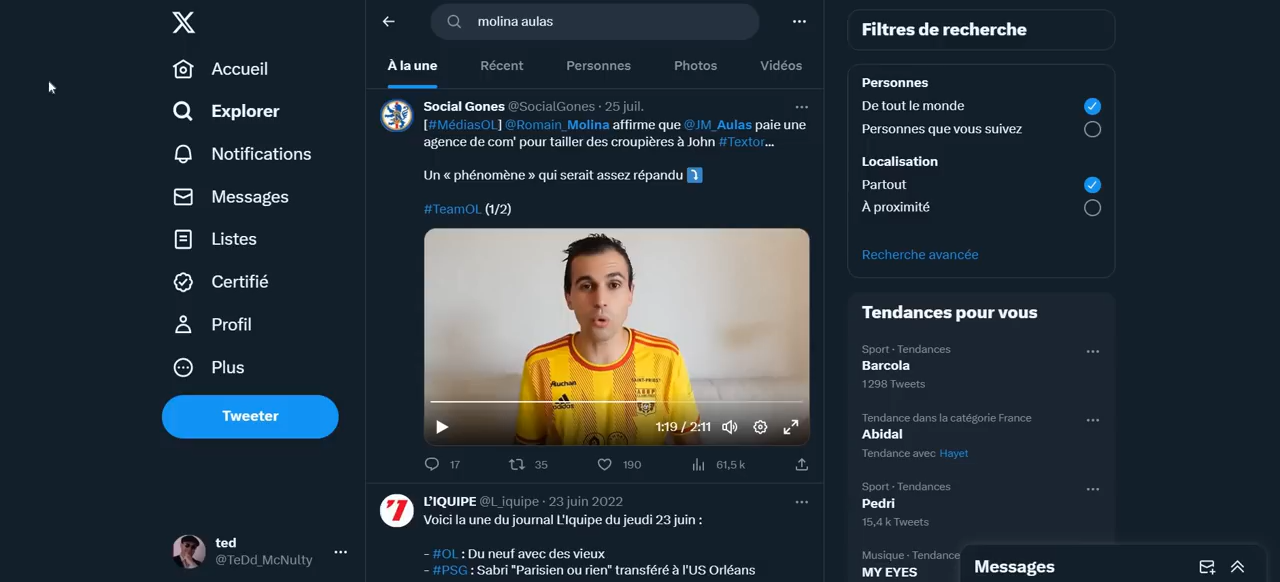 molina aulas
Accueil
Explorer
Notifications
Messages
Listes
Certifié
Profil
Plus
Tweeter
ted
@TeDd_McNulty
À la une
Récent
Personnes
Photos
Vidéos
Social Gones @SocialGones · 25 juil.
[#MédiasOL] @Romain_Molina affirme que @JM_Aulas paie une
agence de com' pour tailler des croupières à John #Textor...
Un « phénomène » qui serait assez répandu
#TeamOL (1/2)
Auchan
adidas
SAINT-PRIEST
1:19 / 2:11
17
35
190
61,5 k
L'IQUIPE @L_iquipe · 23 juin 2022
Voici la une du journal L'Iquipe du jeudi 23 juin :
- #OL : Du neuf avec des vieux
- #PSG : Sabri "Parisien ou rien" transféré à l'US Orléans
Filtres de recherche
Personnes
De tout le monde
Personnes que vous suivez
Localisation
Partout
À proximité
Recherche avancée
Tendances pour vous
Sport · Tendances
Barcola
1 298 Tweets
Tendance dans la catégorie France
Abidal
Tendance avec Hayet
Sport · Tendances
Pedri
15,4 k Tweets
Musique · Tendance
MY EYES
Messages